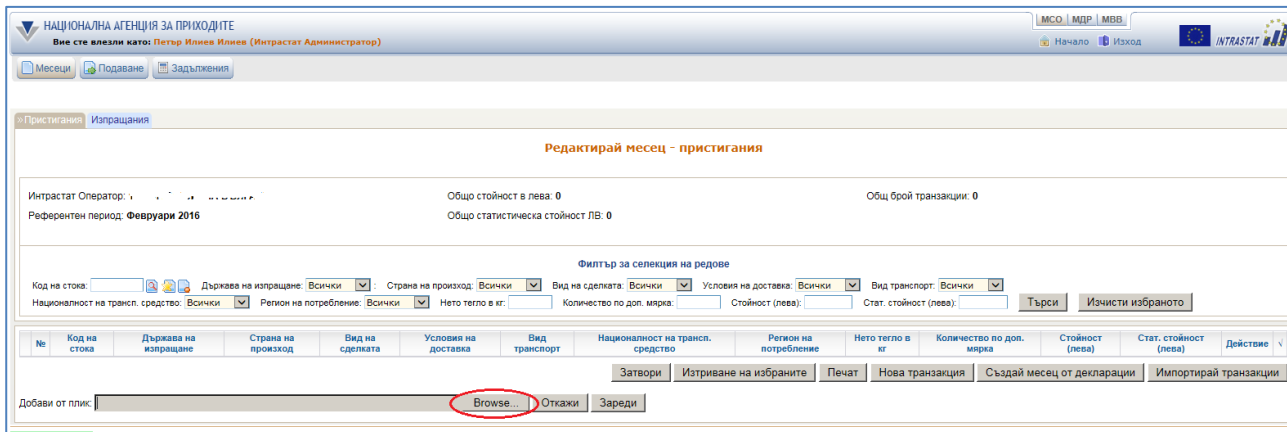 НАЦИОНАЛНА АГЕНЦИЯ ЗА ПРИХОДИТЕ
МСО МДР МВВ
Вие сте влезли като: Петър Илиев Илиев (Интрастат Администратор)
Начало Изход
INTRASTAT
Месеци Подаване Задължения
» Пристигания Изпращания
Редактирай месец - пристигания
Интрастат Оператор: Общо стойност в лева: 0 Общ брой транзакции: 0
Референтен период: Февруари 2016 Общо статистическа стойност ЛВ: 0
Филтър за селекция на редове
Код на стока: Държава на изпращане: Всички : Страна на произход: Всички Вид на сделката: Всички Условия на доставка: Всички Вид транспорт: Всички
Националност на трансп. средство: Всички Регион на потребление: Всички Нето тегло в кг: Количество по доп. мярка: Стойност (лева): Стат. стойност (лева): Търси Изчисти избраното
№ Код на стока Държава на изпращане Страна на произход Вид на сделката Условия на доставка Вид транспорт Националност на трансп. средство Регион на потребление Нето тегло в кг Количество по доп. мярка Стойност (лева) Стат. стойност (лева) Действие √
Затвори Изтриване на избраните Печат Нова транзакция Създай месец от декларации Импортирай транзакции
Добави от плик: Browse... Откажи Зареди